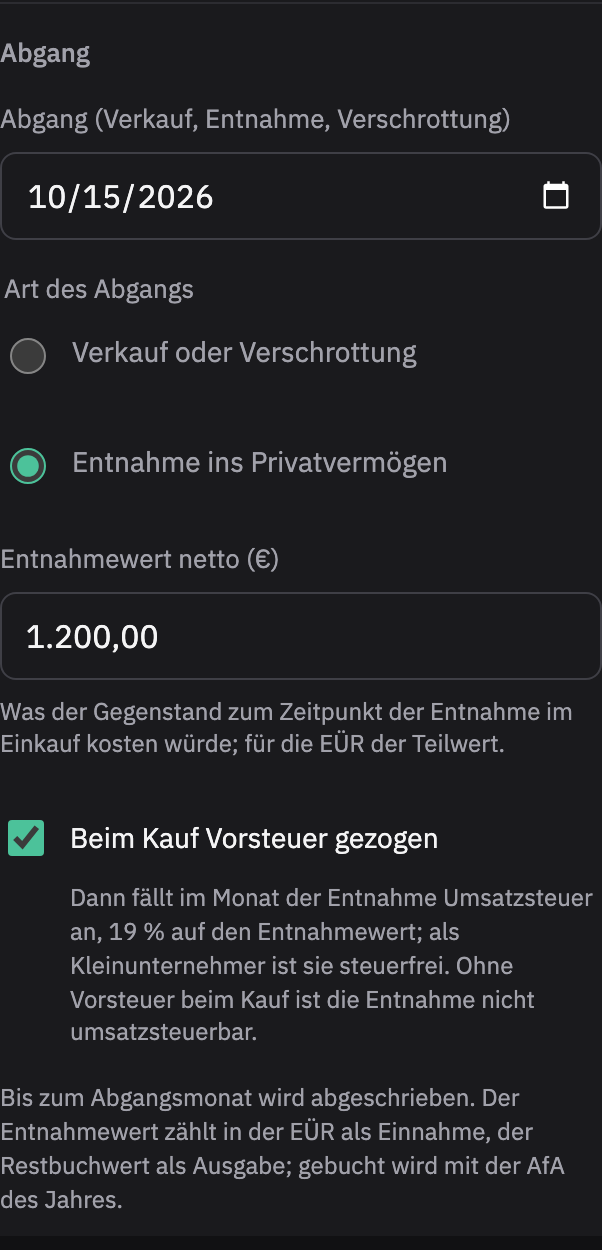 Abgang
Abgang (Verkauf, Entnahme, Verschrottung)
10/15/2026
Art des Abgangs
Verkauf oder Verschrottung
Entnahme ins Privatvermögen
Entnahmewert netto (€)
1.200,00
Was der Gegenstand zum Zeitpunkt der Entnahme im
Einkauf kosten würde; für die EÜR der Teilwert.
Beim Kauf Vorsteuer gezogen
Dann fällt im Monat der Entnahme Umsatzsteuer
an, 19 % auf den Entnahmewert; als
Kleinunternehmer ist sie steuerfrei. Ohne
Vorsteuer beim Kauf ist die Entnahme nicht
umsatzsteuerbar.
Bis zum Abgangsmonat wird abgeschrieben. Der
Entnahmewert zählt in der EÜR als Einnahme, der
Restbuchwert als Ausgabe; gebucht wird mit der AfA
des Jahres.